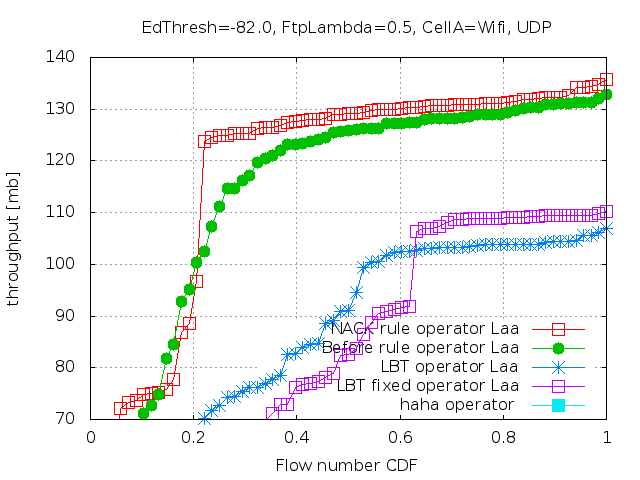 EdThresh=-82.0, FtpLambda=0.5, CellA=Wifi, UDP
140
130
120
110
100
90
80
70
throughput [mb]
NACK rule operator Laa
Before rule operator Laa
LBT operator Laa
LBT fixed operator Laa
haha operator
0 0.2 0.4 0.6 0.8 1
Flow number CDF